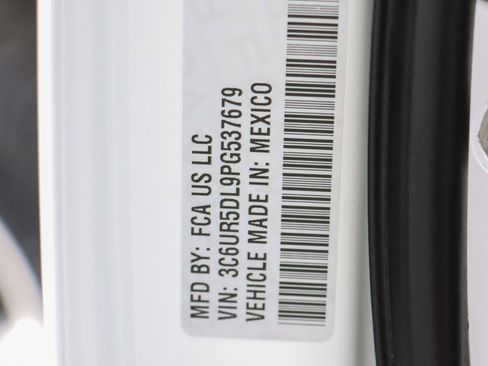 MFD BY: FCA US LLC
VIN: 3C6UR5DL9PG537679
VEHICLE MADE IN: MEXICO